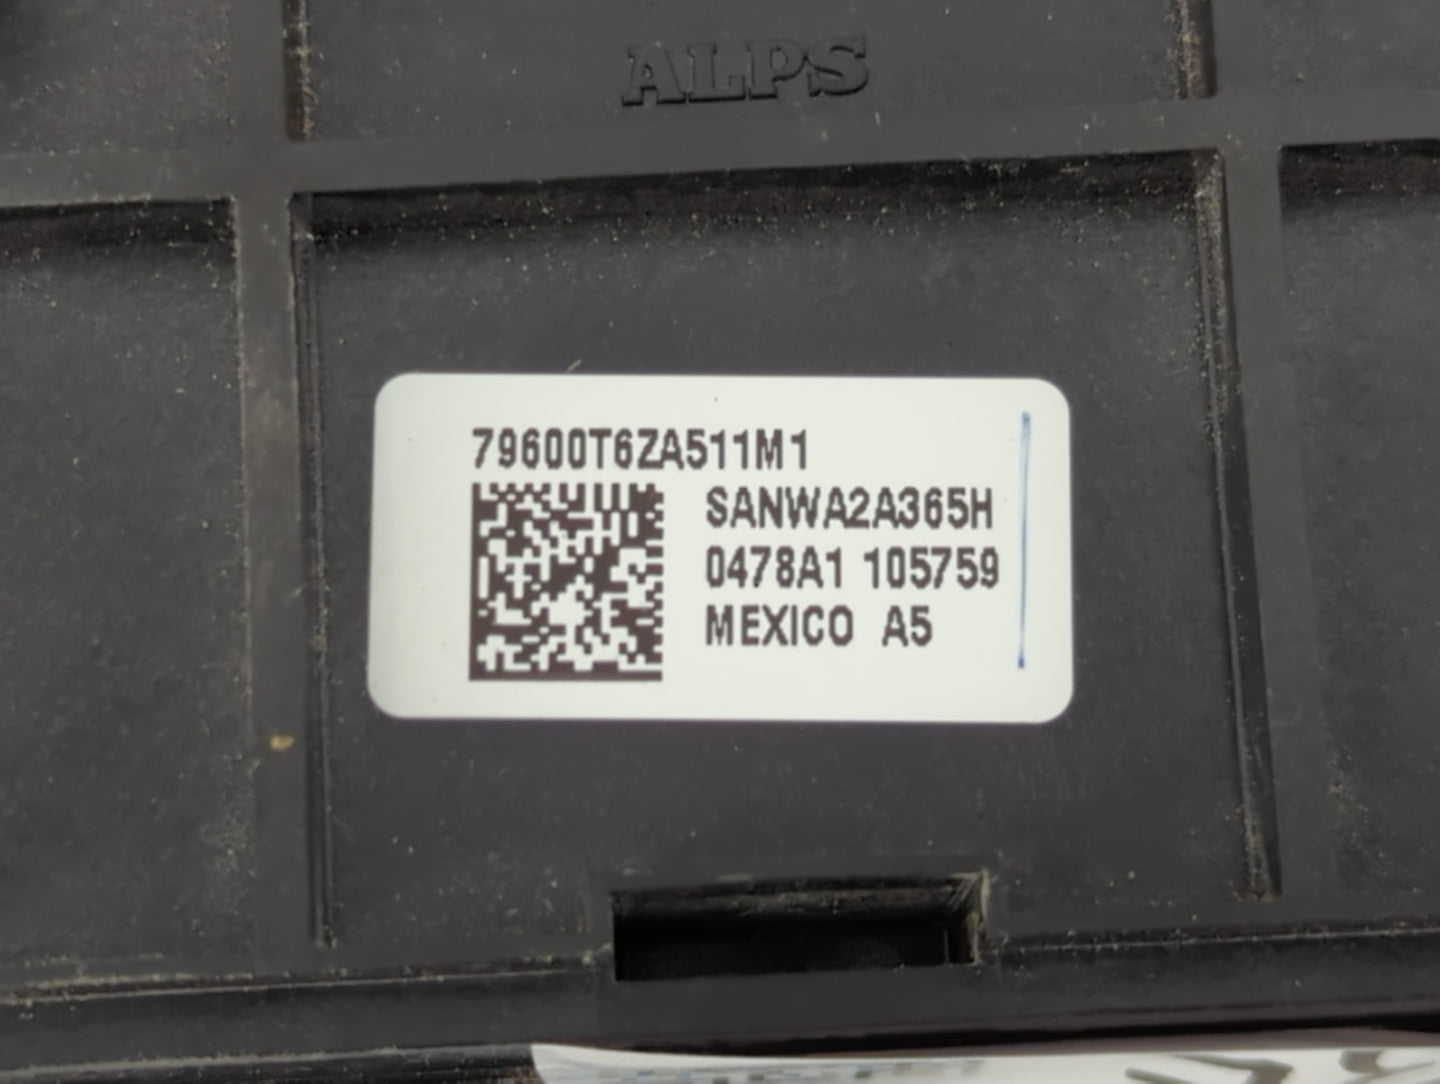 ALPS
79600T6ZA511M1
SANWA2A365H
0478A1 105759
MEXICO A5